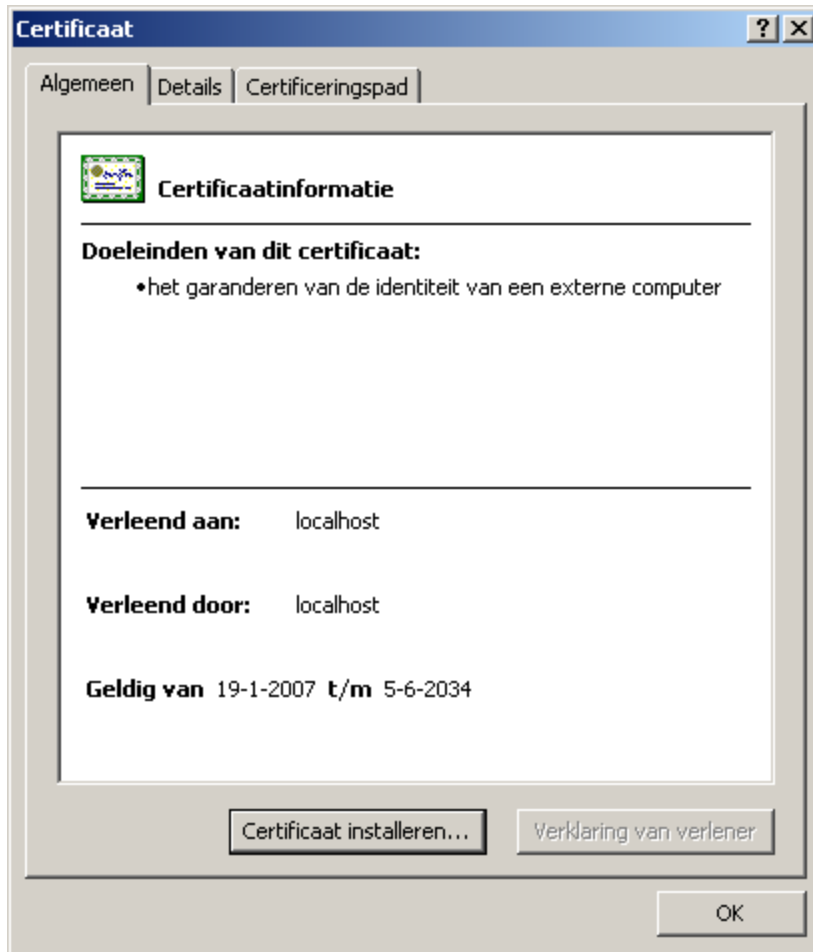 Certificaat
Algemeen Details Certificeringspad
Certificaatinformatie
Doeleinden van dit certificaat:
•het garanderen van de identiteit van een externe computer
Verleend aan: localhost
Verleend door: localhost
Geldig van 19-1-2007 t/m 5-6-2034
Certificaat installeren... Verklaring van verlener
OK